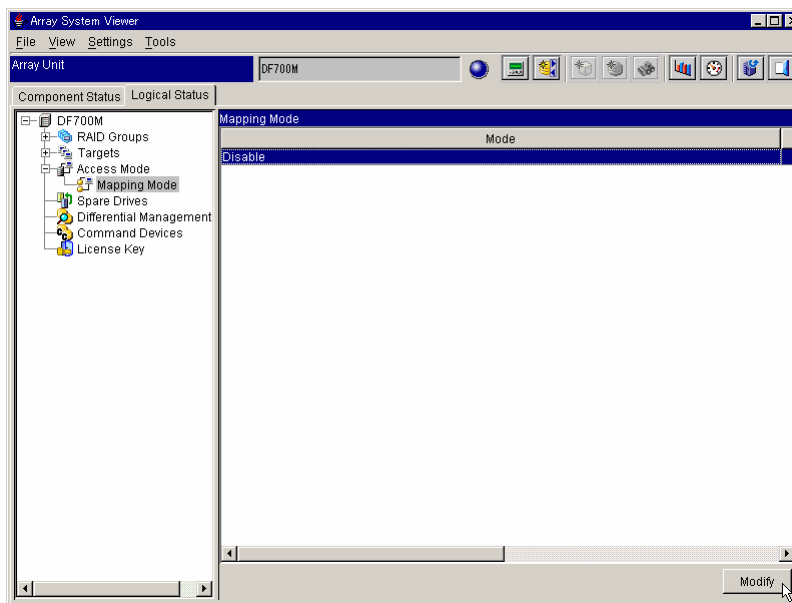 Array System Viewer
File View Settings Tools
Array Unit
DF700M
Component Status Logical Status
DF700M
RAID Groups
Targets
Access Mode
Mapping Mode
Spare Drives
Differential Management
Command Devices
License Key
Mapping Mode
Mode
Disable
Modify